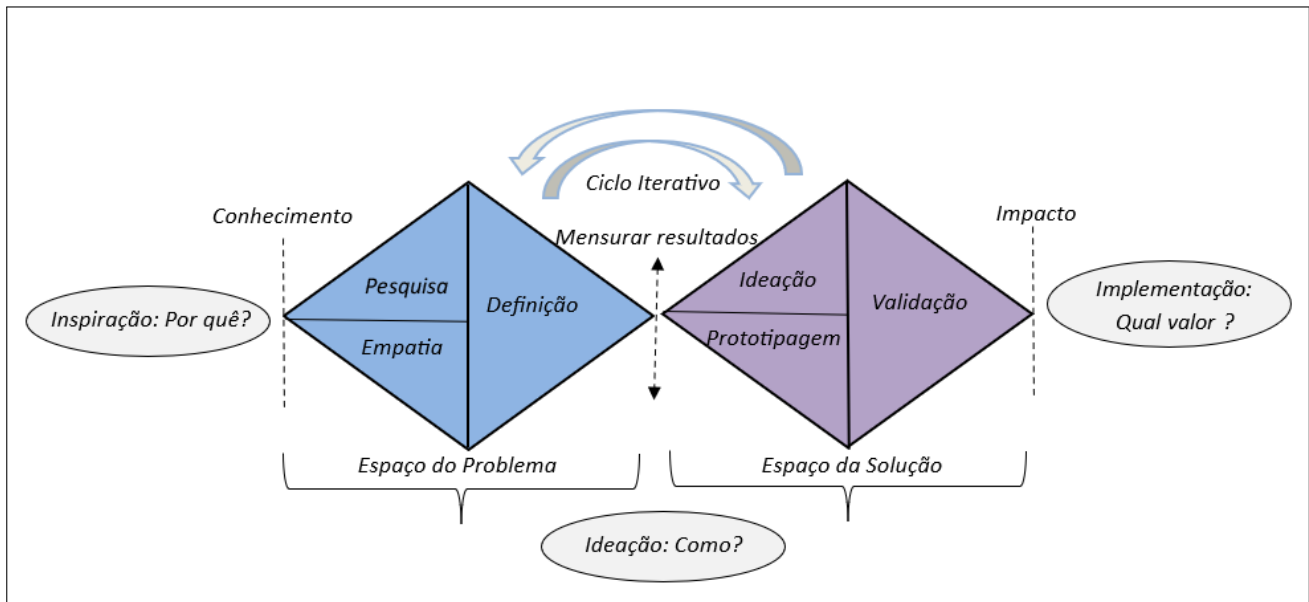 Ciclo Iterativo
Conhecimento
Impacto
Mensurar resultados
Pesquisa
Ideação
Definição
Validação
Inspiração: Por quê?
Implementação:
Qual valor ?
Empatia
Prototipagem
Espaço do Problema
Espaço da Solução
Ideação: Como?